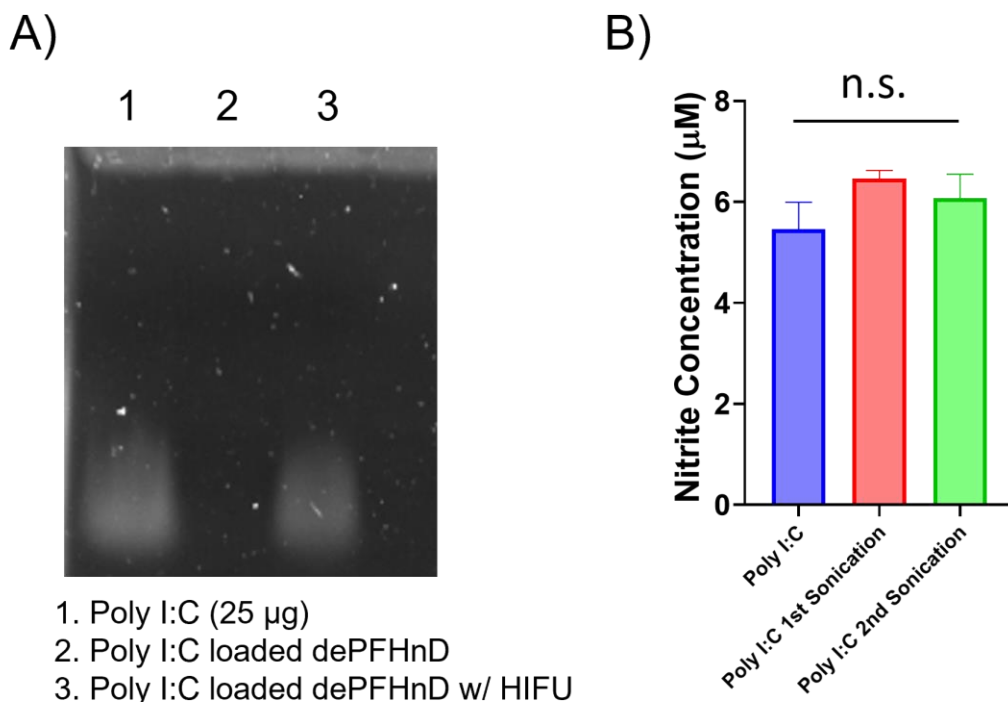 A)
1 2 3
1. Poly I:C (25 µg)
2. Poly I:C loaded dePFHnD
3. Poly I:C loaded dePFHnD w/ HIFU
B)
n.s.
Nitrite Concentration (μM)
8
6
4
2
0
Poly I:C
Poly I:C 1st Sonication
Poly I:C 2nd Sonication